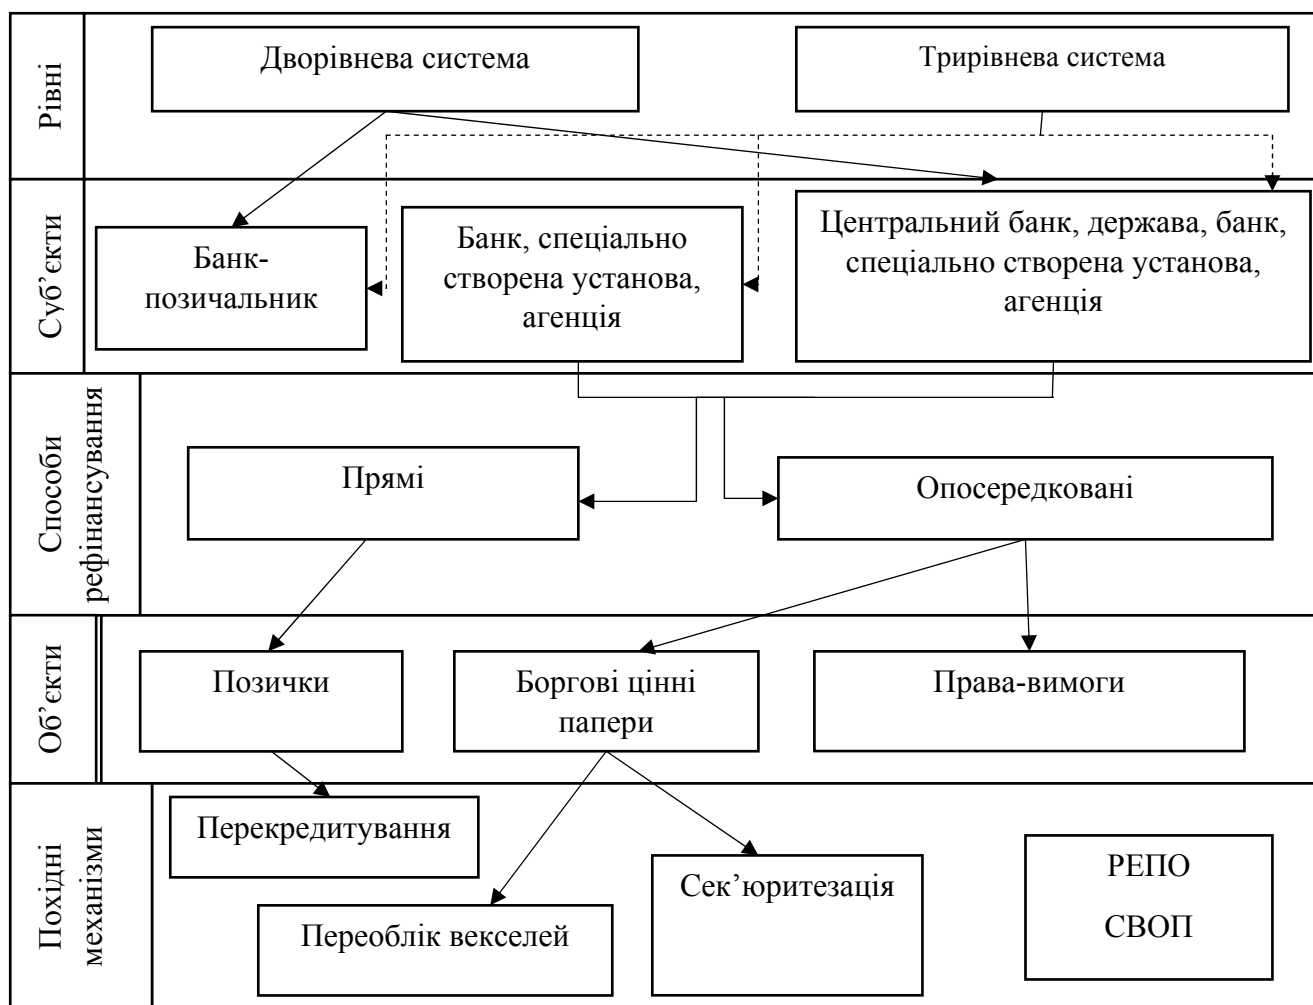 Рівні
Дворівнева система
Трирівнева система
Суб’єкти
Банк-
позичальник
Банк, спеціально
створена установа,
агенція
Центральний банк, держава, банк,
спеціально створена установа,
агенція
Способи
рефінансування
Прямі
Опосередковані
Об’єкти
Позички
Боргові цінні
папери
Права-вимоги
Похідні
механізми
Перекредитування
Переоблік векселей
Сек’юритезація
РЕПО
СВОП